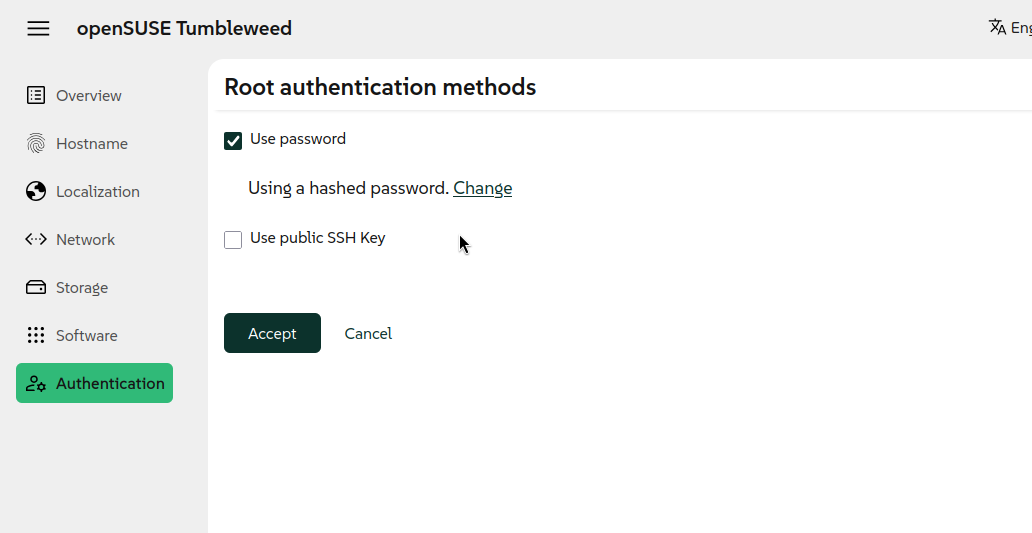 openSUSE Tumbleweed
Eng
Overview
Hostname
Localization
Network
Storage
Software
Authentication
Root authentication methods
Use password
Using a hashed password. Change
Use public SSH Key
Accept Cancel